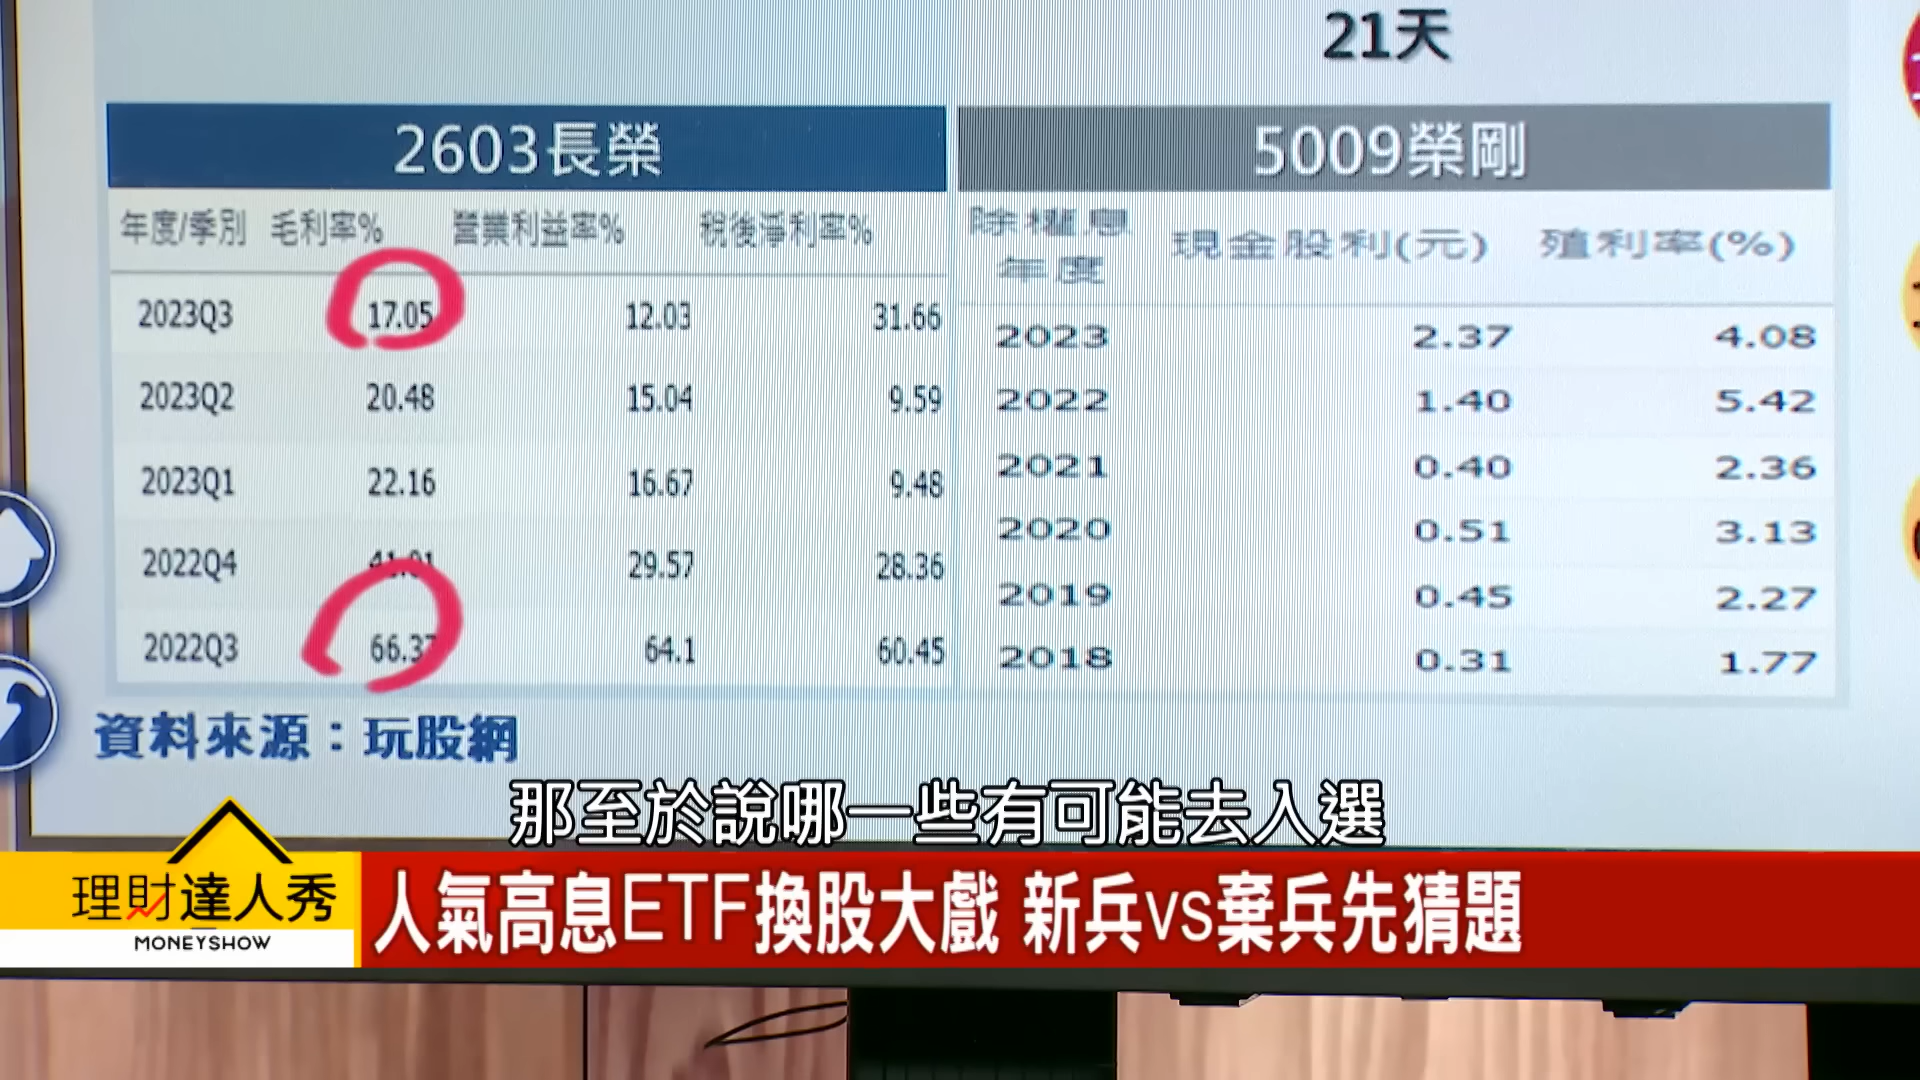 21天
2603長榮
年度/季別 毛利率% 營業利益率% 稅後淨利率%
2023Q3 17.05 12.03 31.66
2023Q2 20.48 15.04 9.59
2023Q1 22.16 16.67 9.48
2022Q4 41.01 29.57 28.36
2022Q3 66.37 64.1 60.45
5009榮剛
除權息年度 現金股利(元) 殖利率(%)
2023 2.37 4.08
2022 1.40 5.42
2021 0.40 2.36
2020 0.51 3.13
2019 0.45 2.27
2018 0.31 1.77
資料來源：玩股網
那至於說哪一些有可能去入選
理財達人秀
MONEYSHOW
人氣高息ETF換股大戲 新兵vs棄兵先猜題